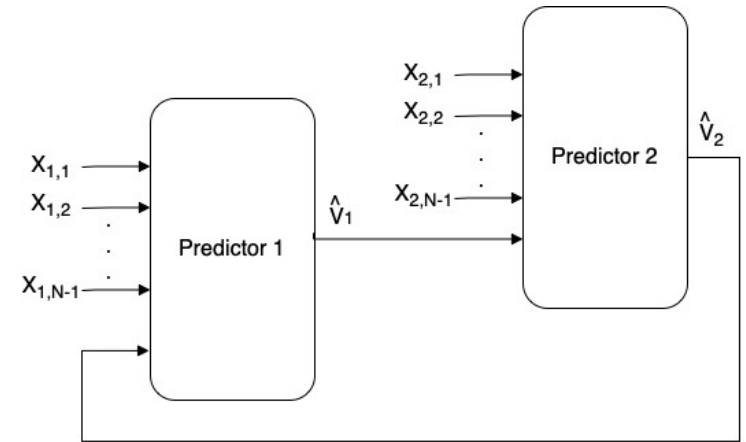 X1,1
X1,2
.
.
.
X1,N-1
Predictor 1
V̂1
X2,1
X2,2
.
.
.
X2,N-1
Predictor 2
V̂2